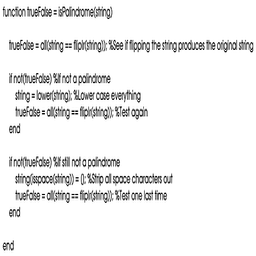 function trueFalse = isPalindrome(string)
trueFalse = all(string == fliplr(string)); %See if flipping the string produces the original string
if not(trueFalse) %If not a palindrome
string = lower(string); %Lower case everything
trueFalse = all(string == fliplr(string)); %Test again
end
if not(trueFalse) %If still not a palindrome
string(isspace(string)) = (); %Strip all space characters out
trueFalse = all(string == fliplr(string)); %Test one last time
end
end